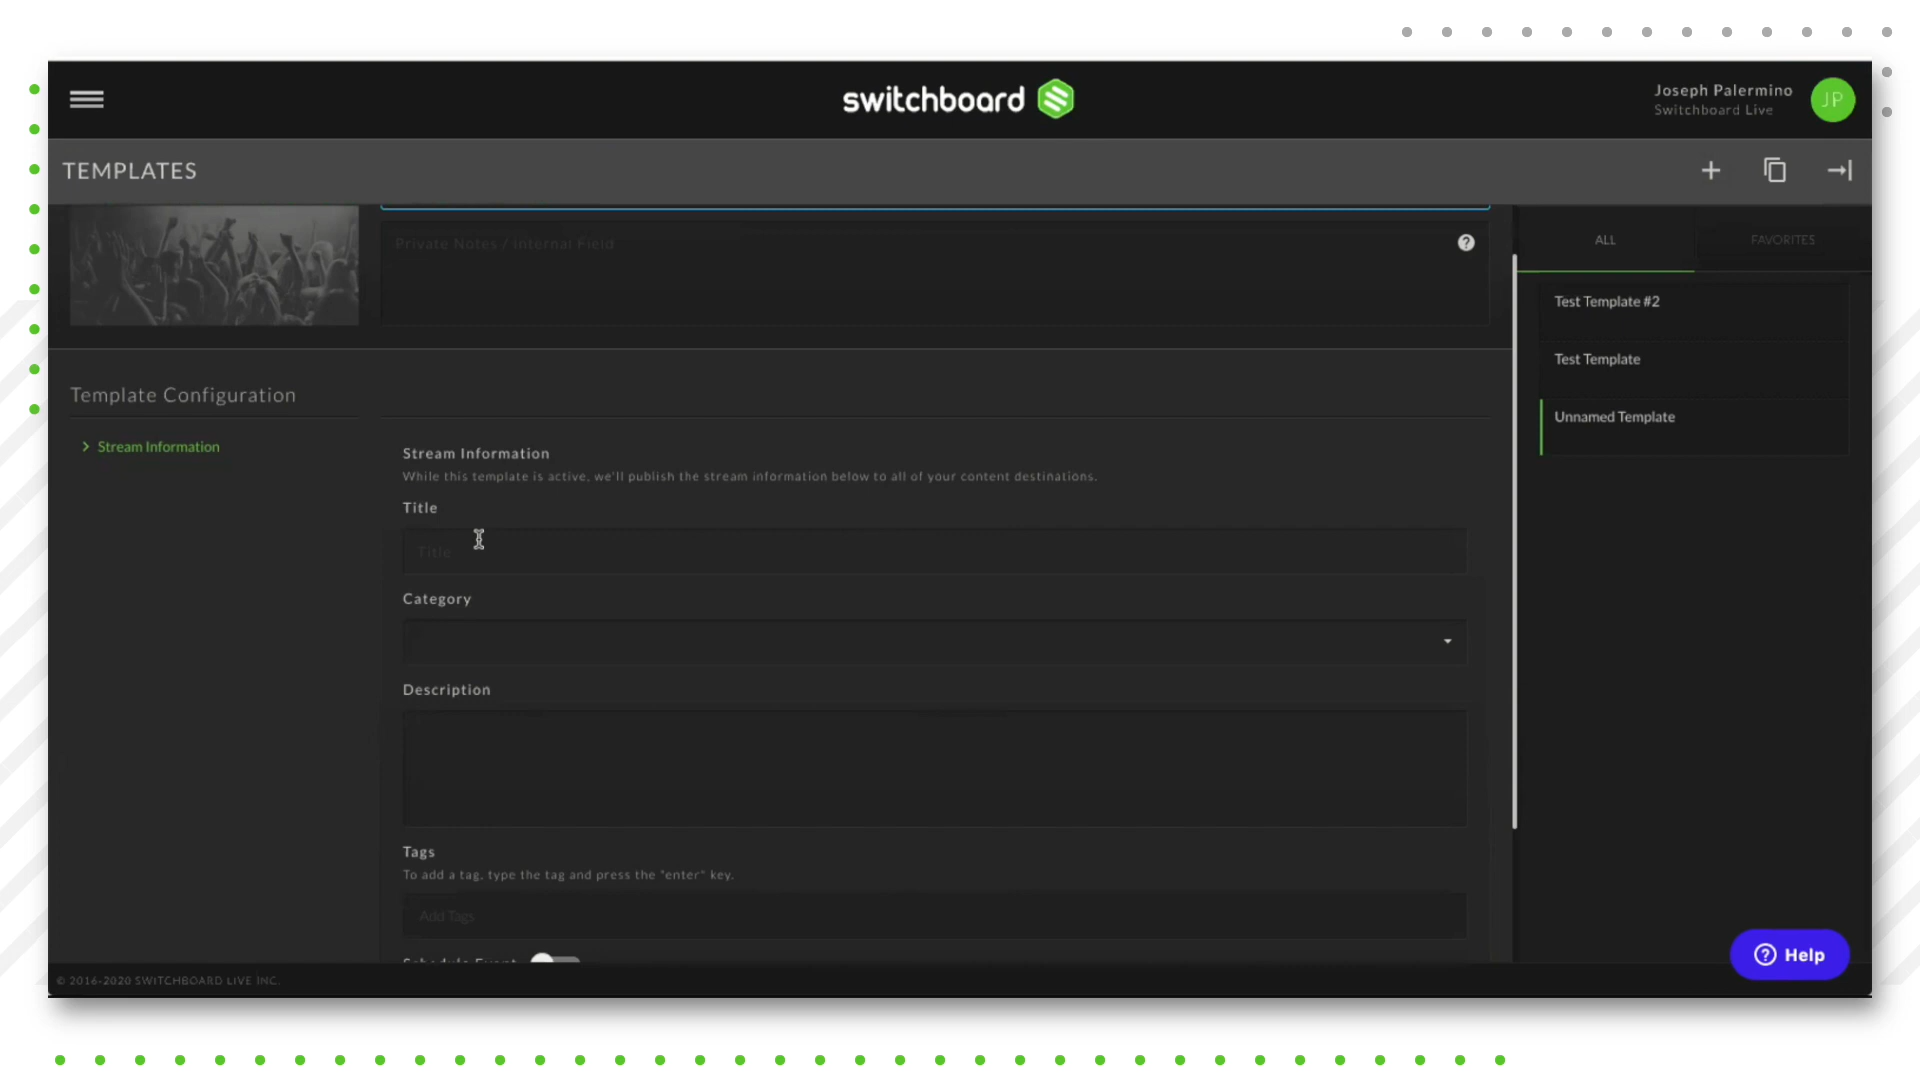 switchboard
Joseph Palermino
Switchboard Live
JP
TEMPLATES
Private Notes / Internal Field
?
ALL
FAVORITES
Test Template #2
Test Template
Unnamed Template
Template Configuration
> Stream Information
Stream Information
While this template is active, we'll publish the stream information below to all of your content destinations.
Title
Title
Category
Description
Tags
To add a tag, type the tag and press the "enter" key.
Add Tags
Schedule Event
? Help
© 2016-2020 SWITCHBOARD LIVE INC.